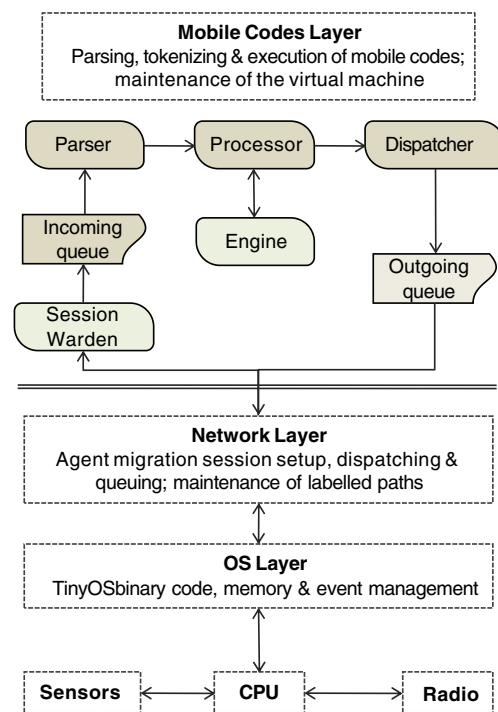 Mobile Codes Layer
Parsing, tokenizing & execution of mobile codes;
maintenance of the virtual machine
Parser
Processor
Dispatcher
Incoming
queue
Engine
Outgoing
queue
Session
Warden
Network Layer
Agent migration session setup, dispatching &
queuing; maintenance of labelled paths
OS Layer
TinyOSbinary code, memory & event management
Sensors
CPU
Radio